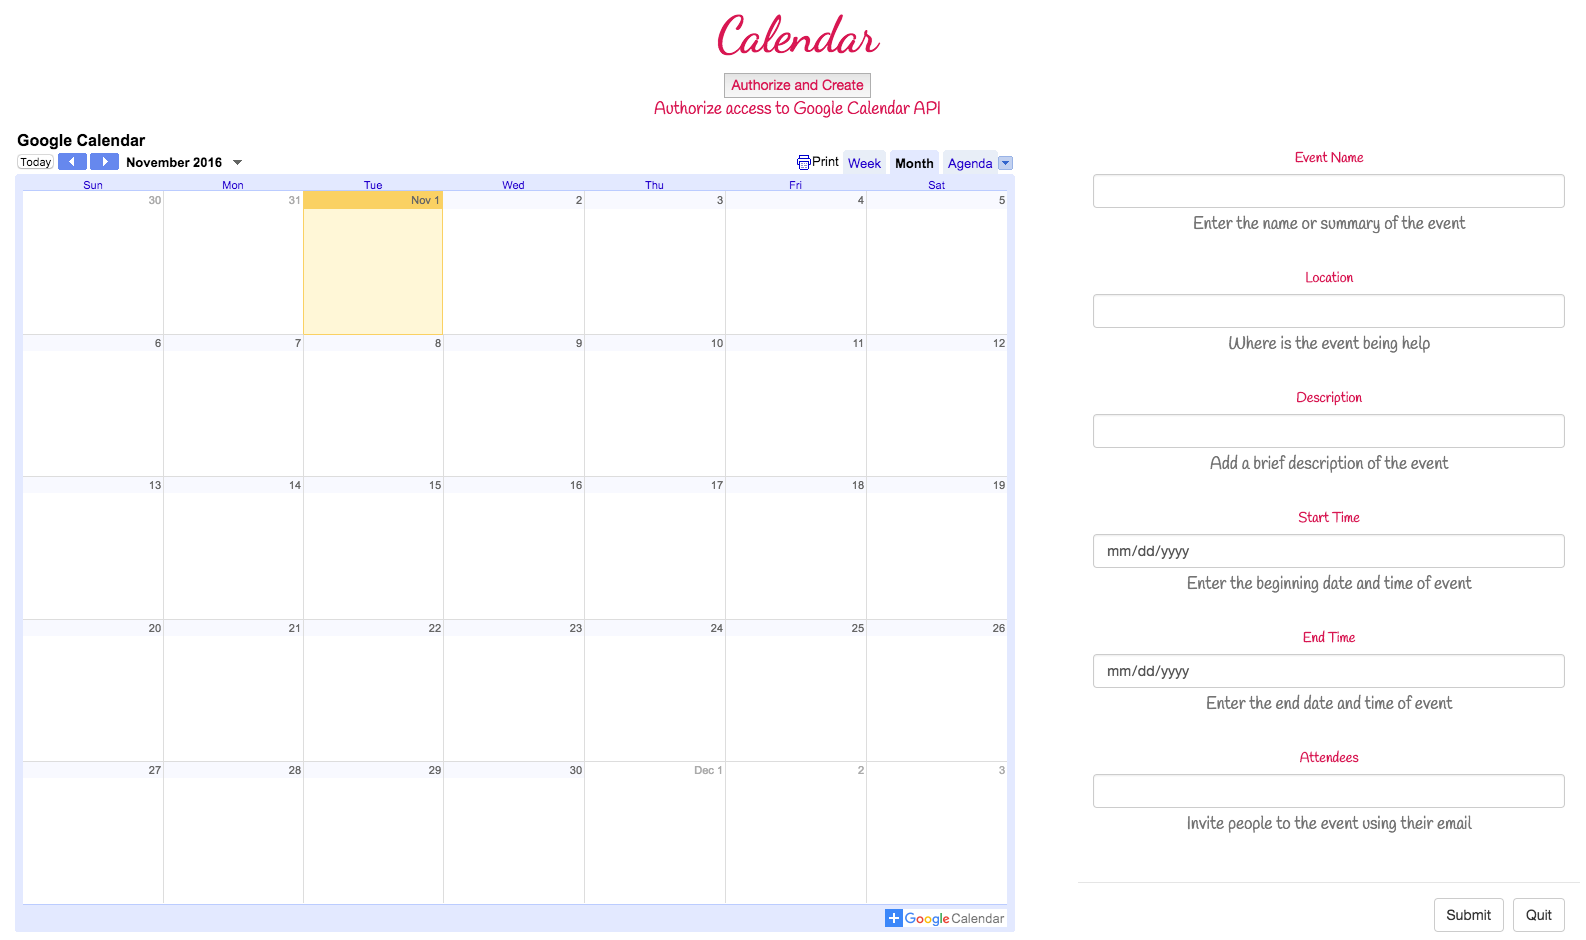 Calendar
Authorize and Create
Authorize access to Google Calendar API
Google Calendar
Today November 2016 Print Week Month Agenda
Sun Mon Tue Wed Thu Fri Sat
30 31 Nov 1 2 3 4 5
6 7 8 9 10 11 12
13 14 15 16 17 18 19
20 21 22 23 24 25 26
27 28 29 30 Dec 1 2 3
+ Google Calendar
Event Name
Enter the name or summary of the event
Location
Where is the event being help
Description
Add a brief description of the event
Start Time
mm/dd/yyyy
Enter the beginning date and time of event
End Time
mm/dd/yyyy
Enter the end date and time of event
Attendees
Invite people to the event using their email
Submit Quit